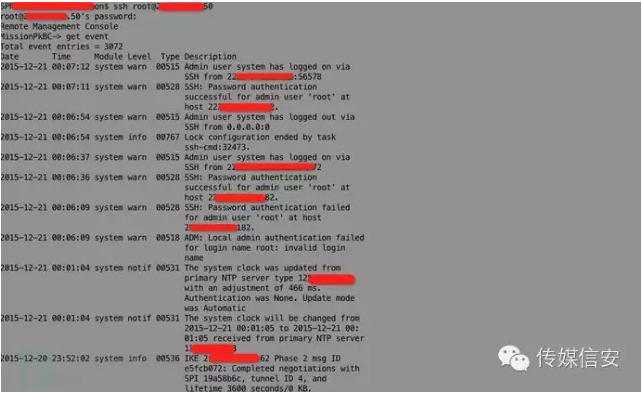 SP on$ ssh root@2 50
root@2 .50's password:
Remote Management Console
MissionPkBC-> get event
Total event entries = 3072
Date Time Module Level Type Description
2015-12-21 00:07:12 system warn 00515 Admin user system has logged on via
SSH from 22 :56578
2015-12-21 00:07:11 system warn 00528 SSH: Password authentication
successful for admin user 'root' at
host 22 .
2015-12-21 00:06:54 system warn 00515 Admin user system has logged out via
SSH from 0.0.0.0:0
2015-12-21 00:06:54 system info 00767 Lock configuration ended by task
ssh-cmd:32473.
2015-12-21 00:06:37 system warn 00515 Admin user system has logged on via
SSH from 2 72
2015-12-21 00:06:36 system warn 00528 SSH: Password authentication
successful for admin user 'root' at
host 22 82.
2015-12-21 00:06:09 system warn 00528 SSH: Password authentication failed
for admin user 'root' at host
2 182.
2015-12-21 00:06:09 system warn 00518 ADM: Local admin authentication failed
for login name root: invalid login
name
2015-12-21 00:01:04 system notif 00531 The system clock was updated from
primary NTP server type 12
with an adjustment of 466 ms.
Authentication was None. Update mode
was Automatic
2015-12-21 00:01:04 system notif 00531 The system clock will be changed from
2015-12-21 00:01:05 to 2015-12-21 00:
01:05 received from primary NTP server
1 3
2015-12-20 23:52:02 system info 00536 IKE 2 62 Phase 2 msg ID
e5fcb072: Completed negotiations with
SPI 19a58b6c, tunnel ID 4, and
lifetime 3600 seconds/0 KB.
传媒信安